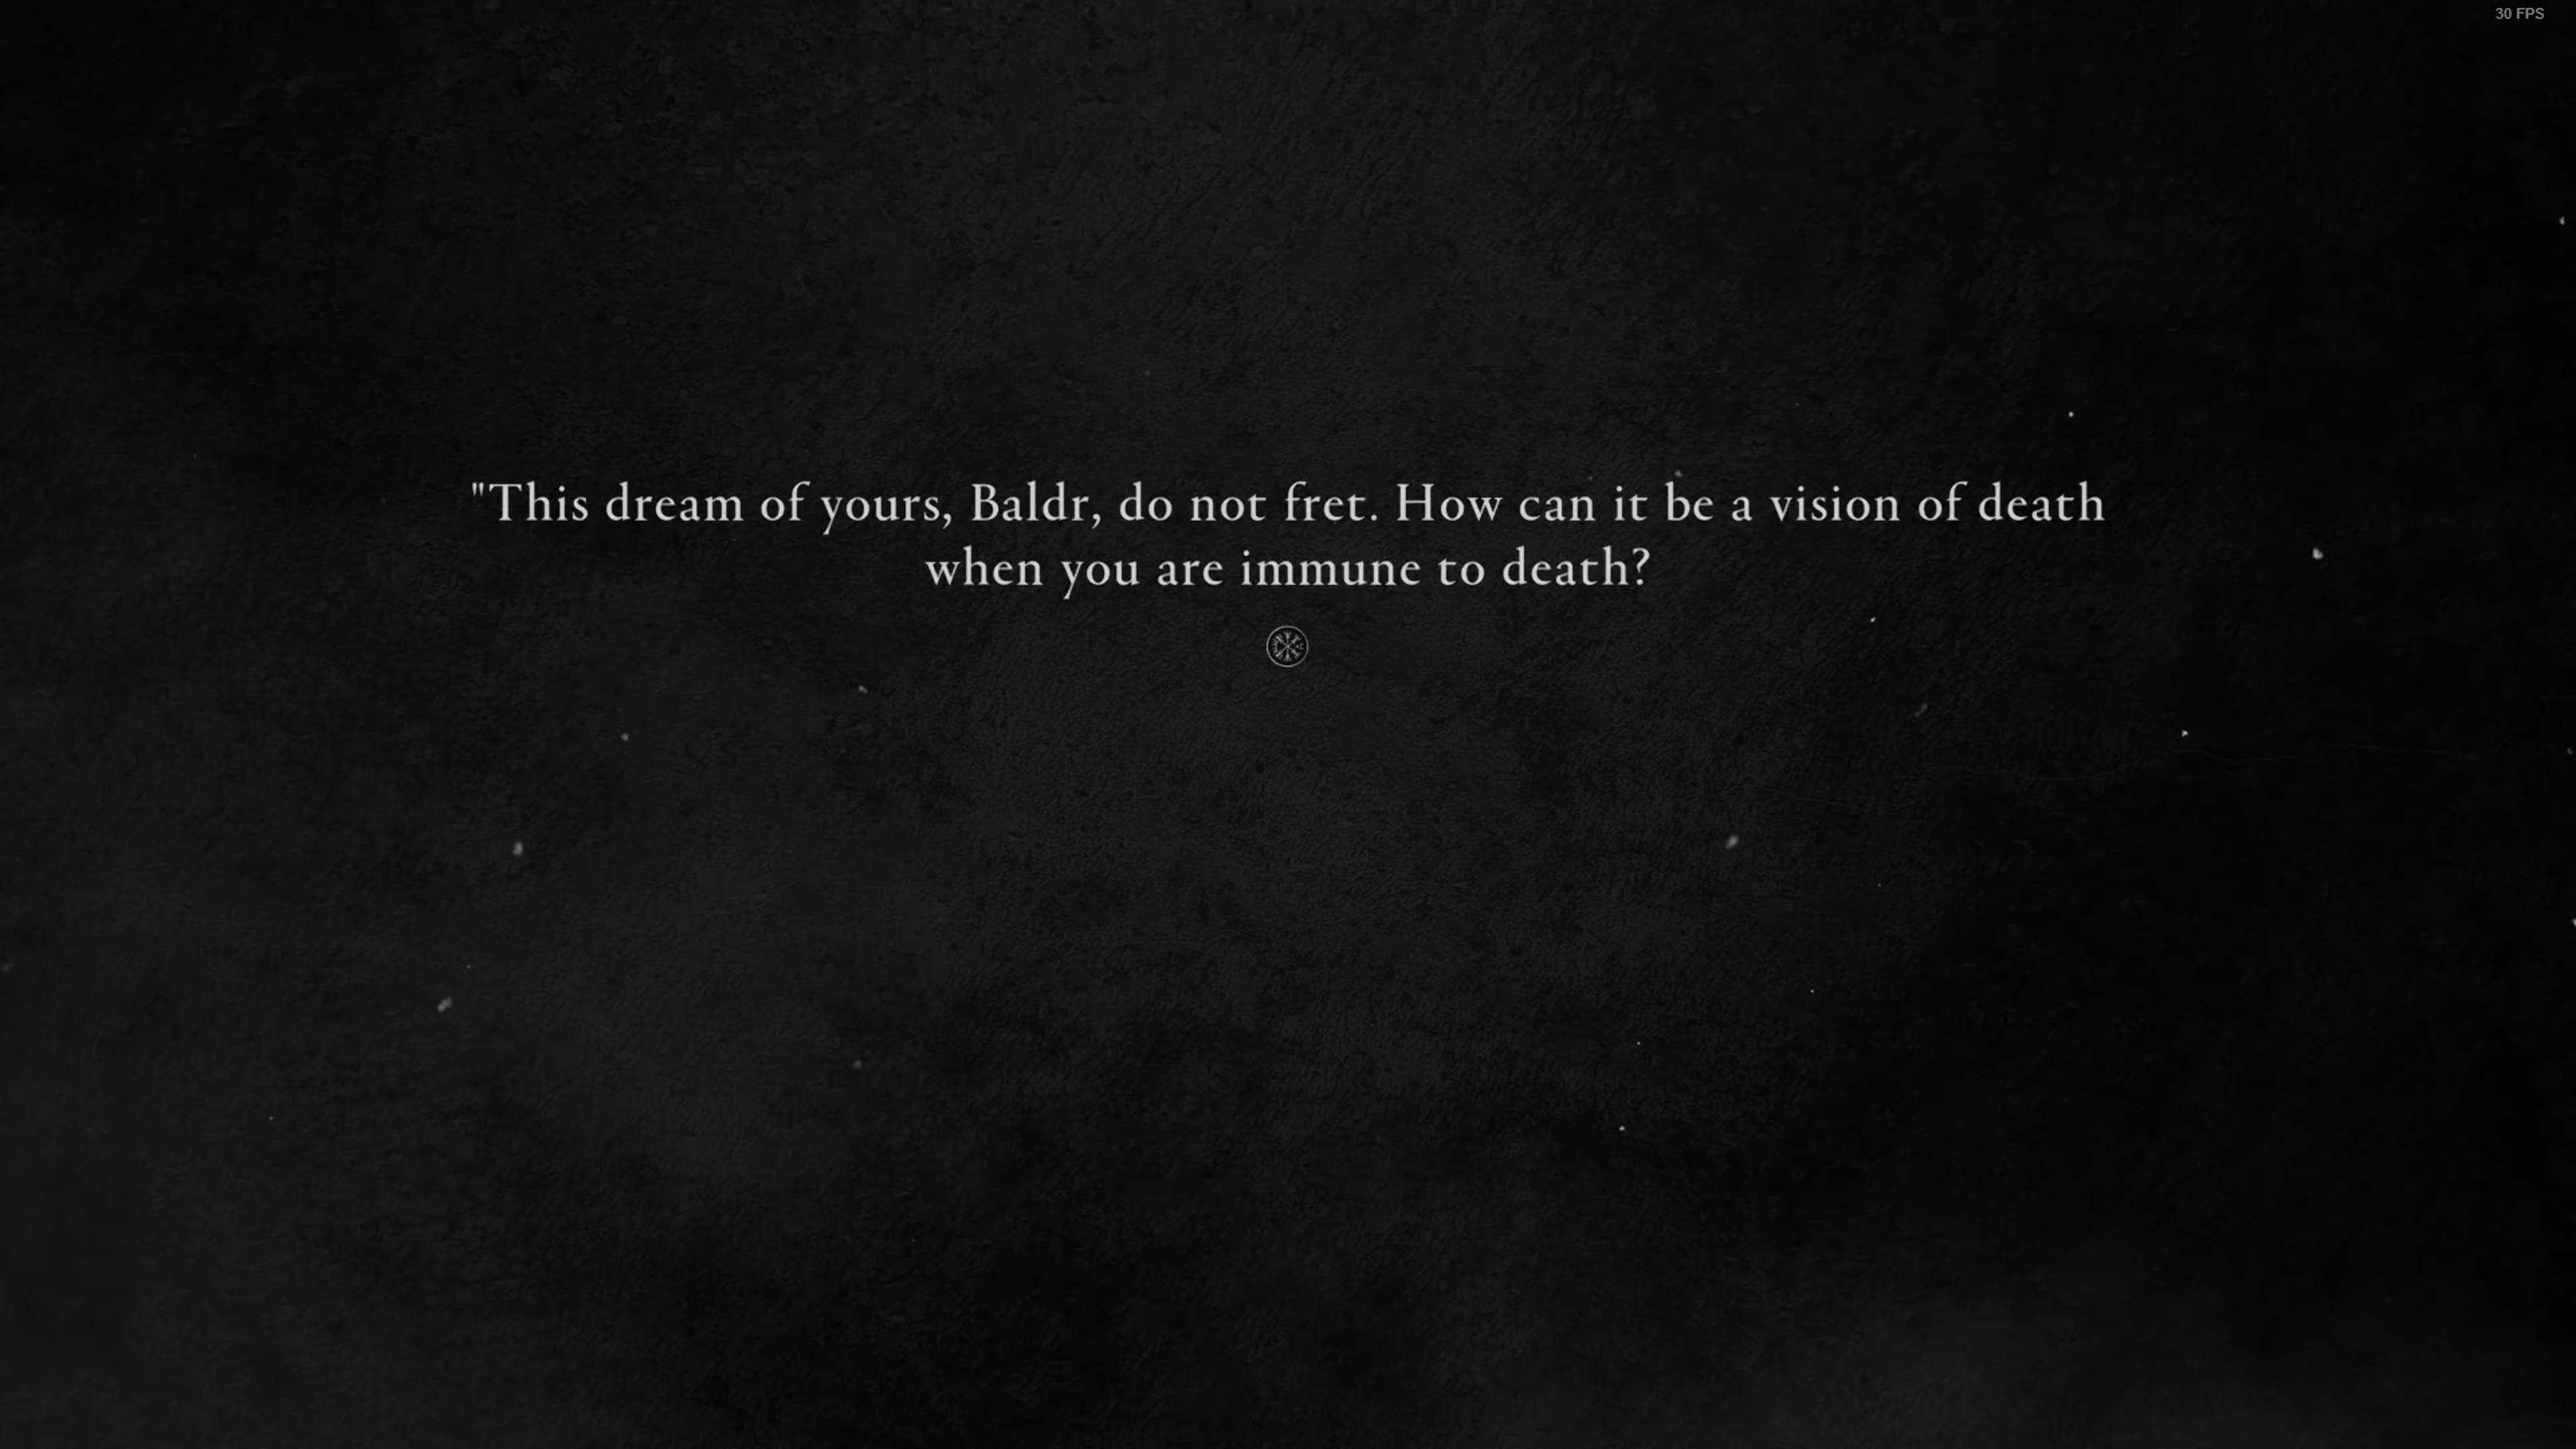 30 FPS
"This dream of yours, Baldr, do not fret. How can it be a vision of death
when you are immune to death?